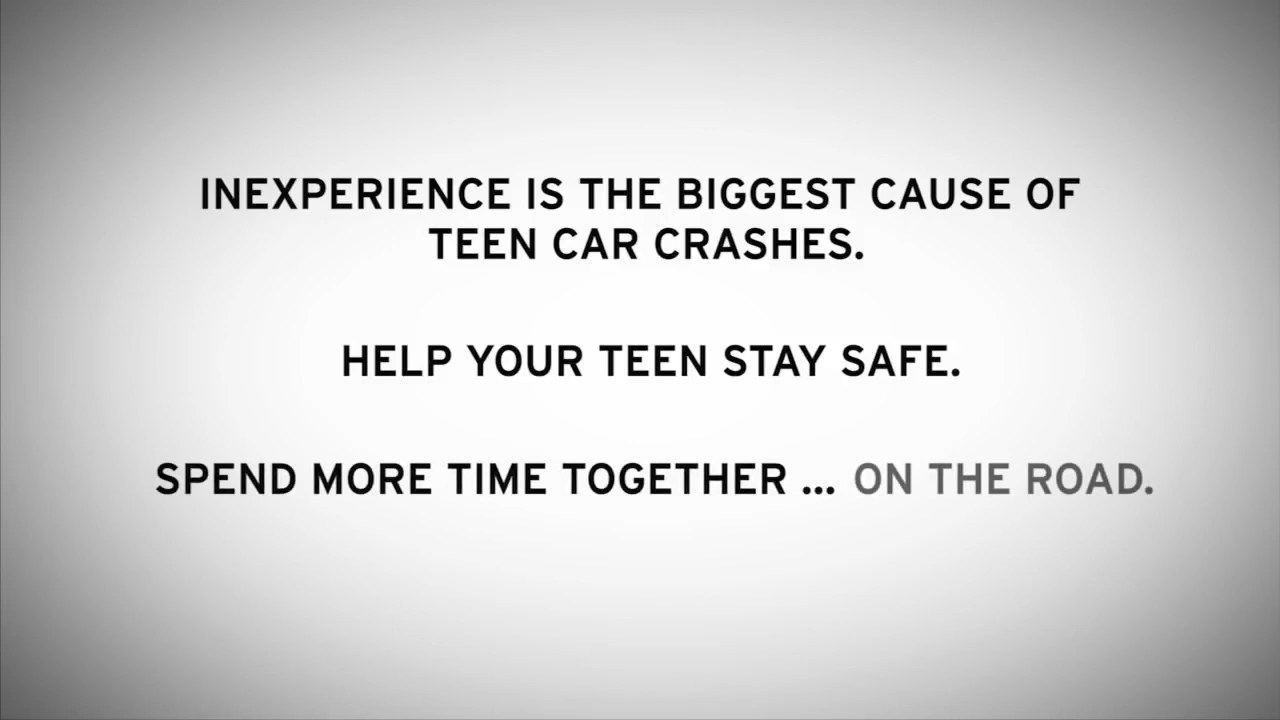 INEXPERIENCE IS THE BIGGEST CAUSE OF
TEEN CAR CRASHES.
HELP YOUR TEEN STAY SAFE.
SPEND MORE TIME TOGETHER ... ON THE ROAD.